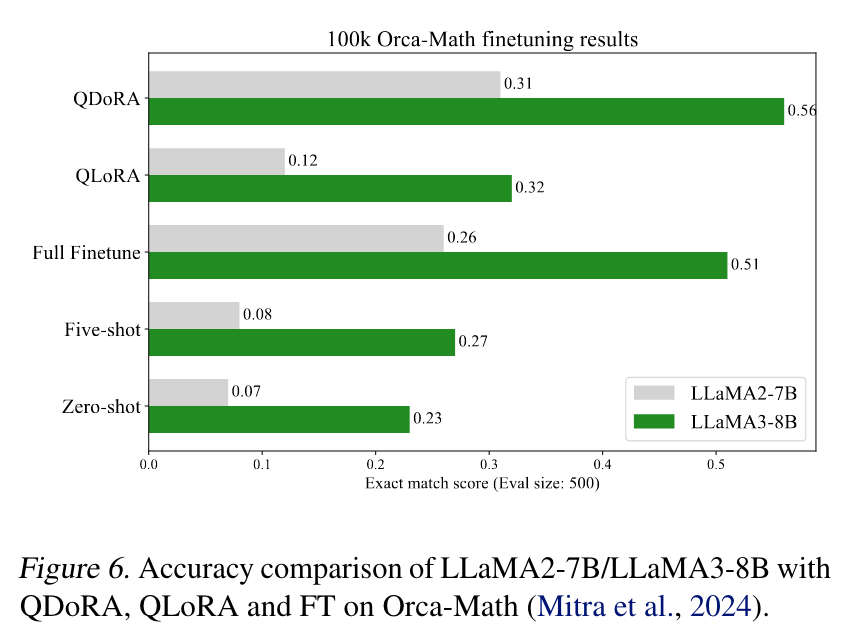 100k Orca-Math finetuning results
QDoRA
0.31
0.56
QLoRA
0.12
0.32
Full Finetune
0.26
0.51
Five-shot
0.08
0.27
Zero-shot
0.07
0.23
LLaMA2-7B
LLaMA3-8B
0.0 0.1 0.2 0.3 0.4 0.5
Exact match score (Eval size: 500)
Figure 6. Accuracy comparison of LLaMA2-7B/LLaMA3-8B with
QDoRA, QLoRA and FT on Orca-Math (Mitra et al., 2024).